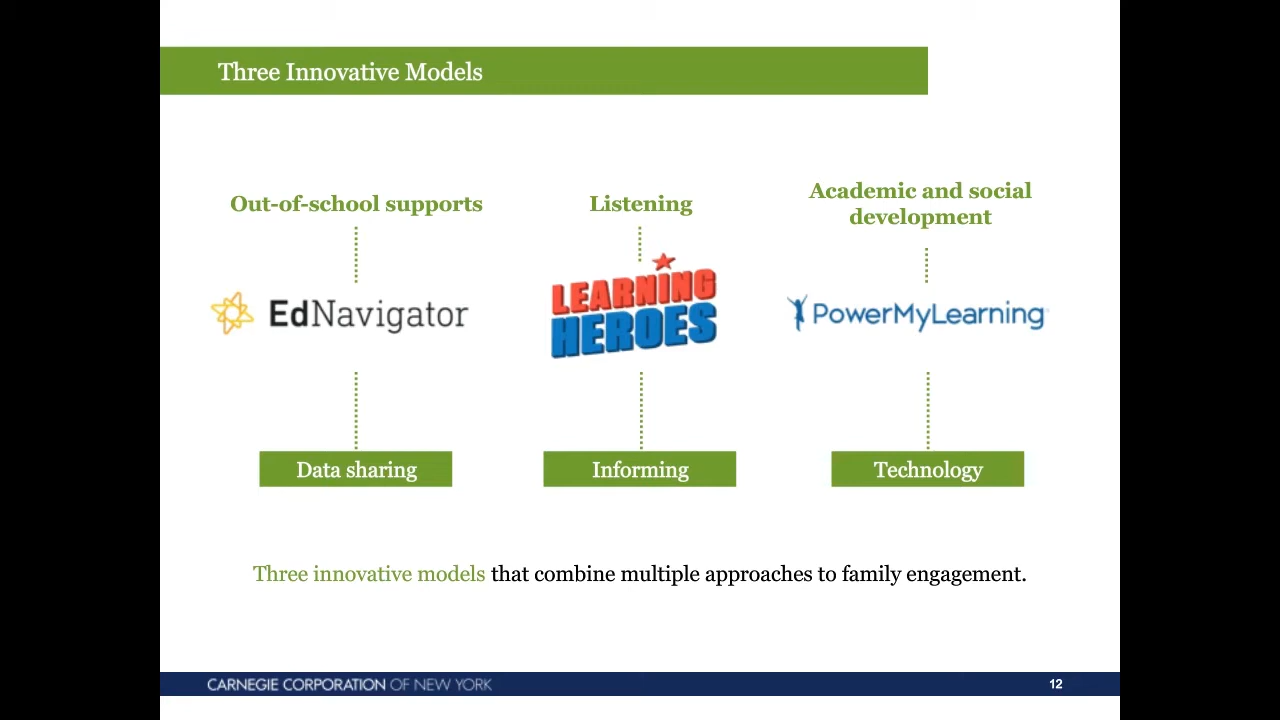 Three Innovative Models
Out-of-school supports
Listening
Academic and social
development
EdNavigator
LEARNING
HEROES
PowerMyLearning
Data sharing
Informing
Technology
Three innovative models that combine multiple approaches to family engagement.
CARNEGIE CORPORATION OF NEW YORK
12